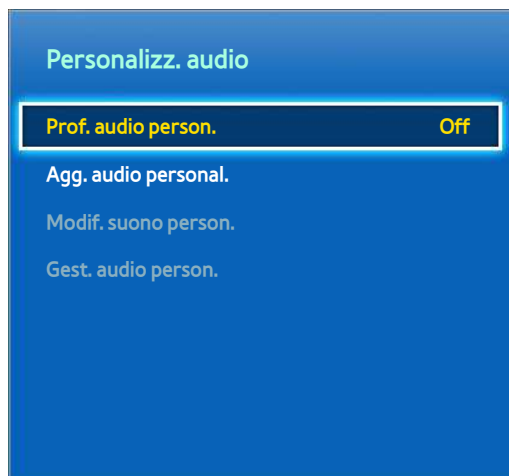 Personalizz. audio
Prof. audio person. Off
Agg. audio personal.
Modif. suono person.
Gest. audio person.